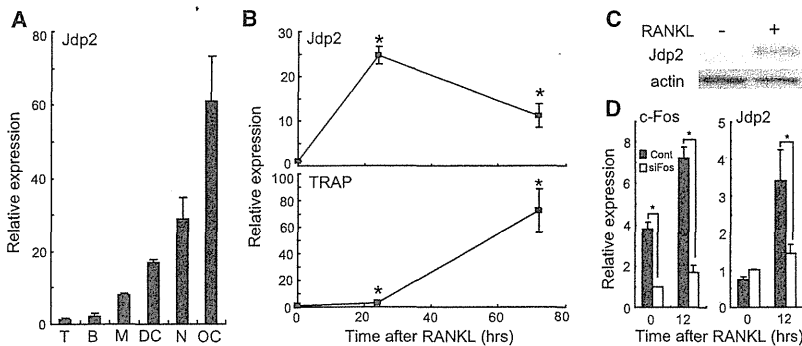 A
Jdp2
Relative expression
80
60
40
20
0
T B M DC N OC
B
Jdp2
30
20
10
0
*
*
TRAP
100
80
60
40
20
0
*
*
Relative expression
0 20 40 60 80
Time after RANKL (hrs)
C
RANKL - +
Jdp2
actin
D
c-Fos
Relative expression
8
6
4
2
0
Cont
siFos
*
*
0 12
Jdp2
5
4
3
2
1
0
*
0 12
Time after RANKL (hrs)